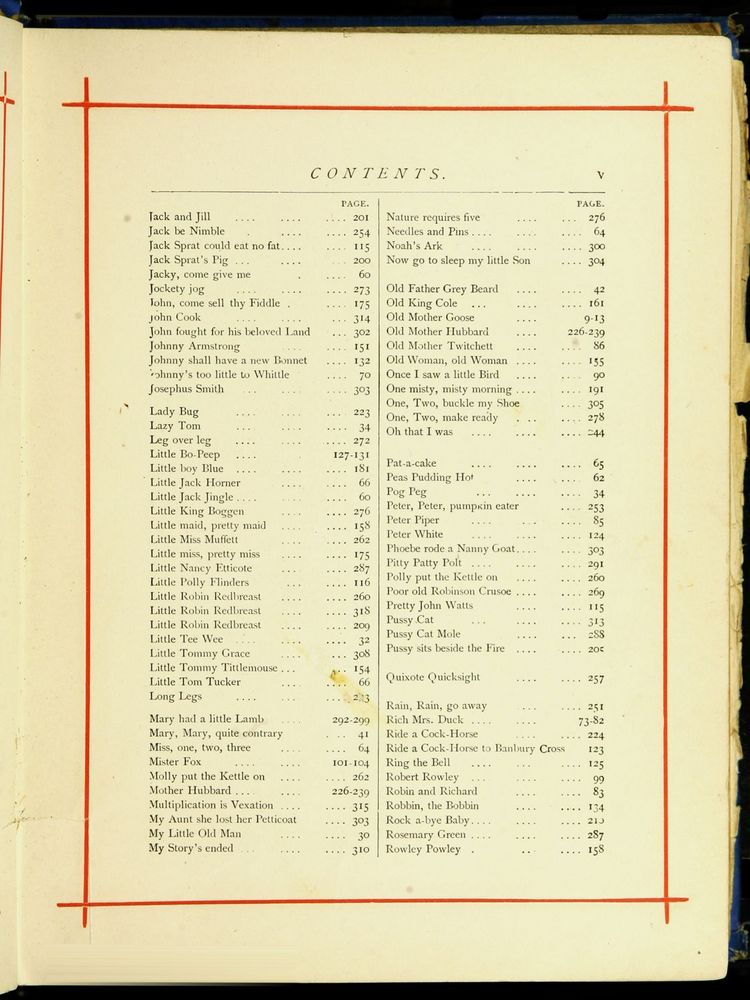 CONTENTS. V
PAGE.
Jack and Jill .... .... .... 201
Jack be Nimble . .... .... 254
Jack Sprat could eat no fat.... .... 115
Jack Sprat's Pig ... .... 200
Jacky, come give me . .... 60
Jockety jog .... .... .... 273
John, come sell thy Fiddle . .... 175
John Cook .... .... .... 314
John fought for his beloved Land ... 302
Johnny Armstrong .... 151
Johnny shall have a new Bonnet .... 132
Johnny's too little to Whittle .... 70
Josephus Smith ... .... .... 303
Lady Bug .... .... .... 223
Lazy Tom ... .... .... 34
Leg over leg .... .... .... 272
Little Bo-Peep .... . 127-131
Little boy Blue .... .... .... 181
Little Jack Horner .... .... 66
Little Jack Jingle.... .... .... 60
Little King Boggen .... .... 276
Little maid, pretty maid .... .... 158
Little Miss Muffett .... .... 262
Little miss, pretty miss .... .... 175
Little Nancy Etticote .... .... 287
Little Polly Flinders ... .... 116
Little Robin Redbreast .... .... 260
Little Robin Redbreast .... .... 318
Little Robin Redbreast .... .... 209
Little Tee Wee ... .... .... 32
Little Tommy Grace .... ... 308
Little Tommy Tittlemouse... ... 154
Little Tom Tucker .... .... 66
Long Legs .... .... ....
Mary had a little Lamb .... 292-299
Mary, Mary, quite contrary . .. 41
Miss, one, two, three .... .... 64
Mister Fox .... .... 101-104
Molly put the Kettle on .... .... 262
Mother Hubbard ... .... 226-239
Multiplication is Vexation .... .... 315
My Aunt she lost her Petticoat .... 303
My Little Old Man .... .... 30
My Story's ended ... .... .... 310
PAGE.
Nature requires five .... ... 276
Needles and Pins.... .... .... 64
Noah's Ark .... .... .... 300
Now go to sleep my little Son .... 304
Old Father Grey Beard .... .... 42
Old King Cole ... .... .... 161
Old Mother Goose .... 9-13
Old Mother Hubbard .... 226-239
Old Mother Twitchett .... .... 86
Old Woman, old Woman .... .... 155
Once I saw a little Bird .... .... 90
One misty, misty morning.... .... 191
One, Two, buckle my Shoe .... 305
One, Two, make ready . .. .... 278
Oh that I was .... .... .... 244
Pat-a-cake .... .... .... 65
Peas Pudding Hot .... .... 62
Pog Peg ... .... .... 34
Peter, Peter, pumpkin eater .... 253
Peter Piper .... ... .... 85
Peter White .... .... .... 124
Phoebe rode a Nanny Goat.... .... 303
Pitty Patty Polt .... .... .... 291
Polly put the Kettle on .... .... 260
Poor old Robinson Crusoe .... .... 269
Pretty John Watts .... .... 115
Pussy Cat ... .... .... 313
Pussy Cat Mole .... ... 288
Pussy sits beside the Fire .... ....
Quixote Quicksight .... .... 257
Rain, Rain, go away ... .... 251
Rich Mrs. Duck .... .... 73-82
Ride a Cock-Horse .... .... 224
Ride a Cock-Horse to Banbury Cross 123
Ring the Bell .... ... .... 125
Robert Rowley .... .... .... 99
Robin and Richard .... .... 83
Robbin, the Bobbin .... .... 134
Rock a-bye Baby.... .... ....
Rosemary Green .... .... .... 287
Rowley Powley . ... .... 158